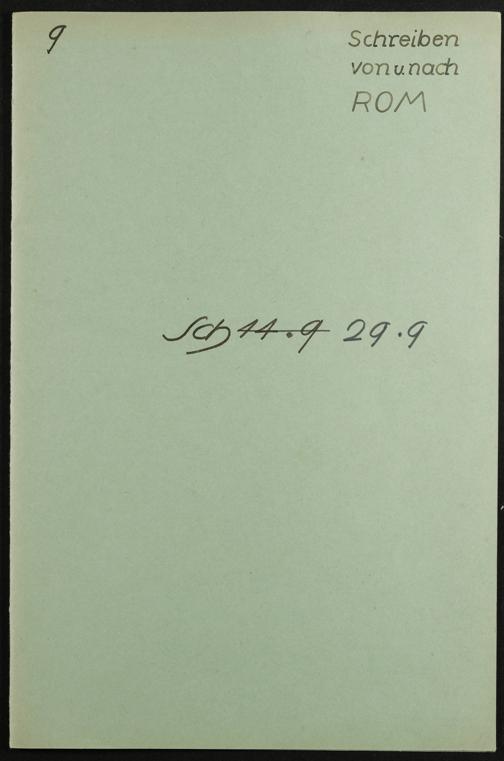 9
Schreiben
von u. nach
ROM
Sch 44.9 29.9